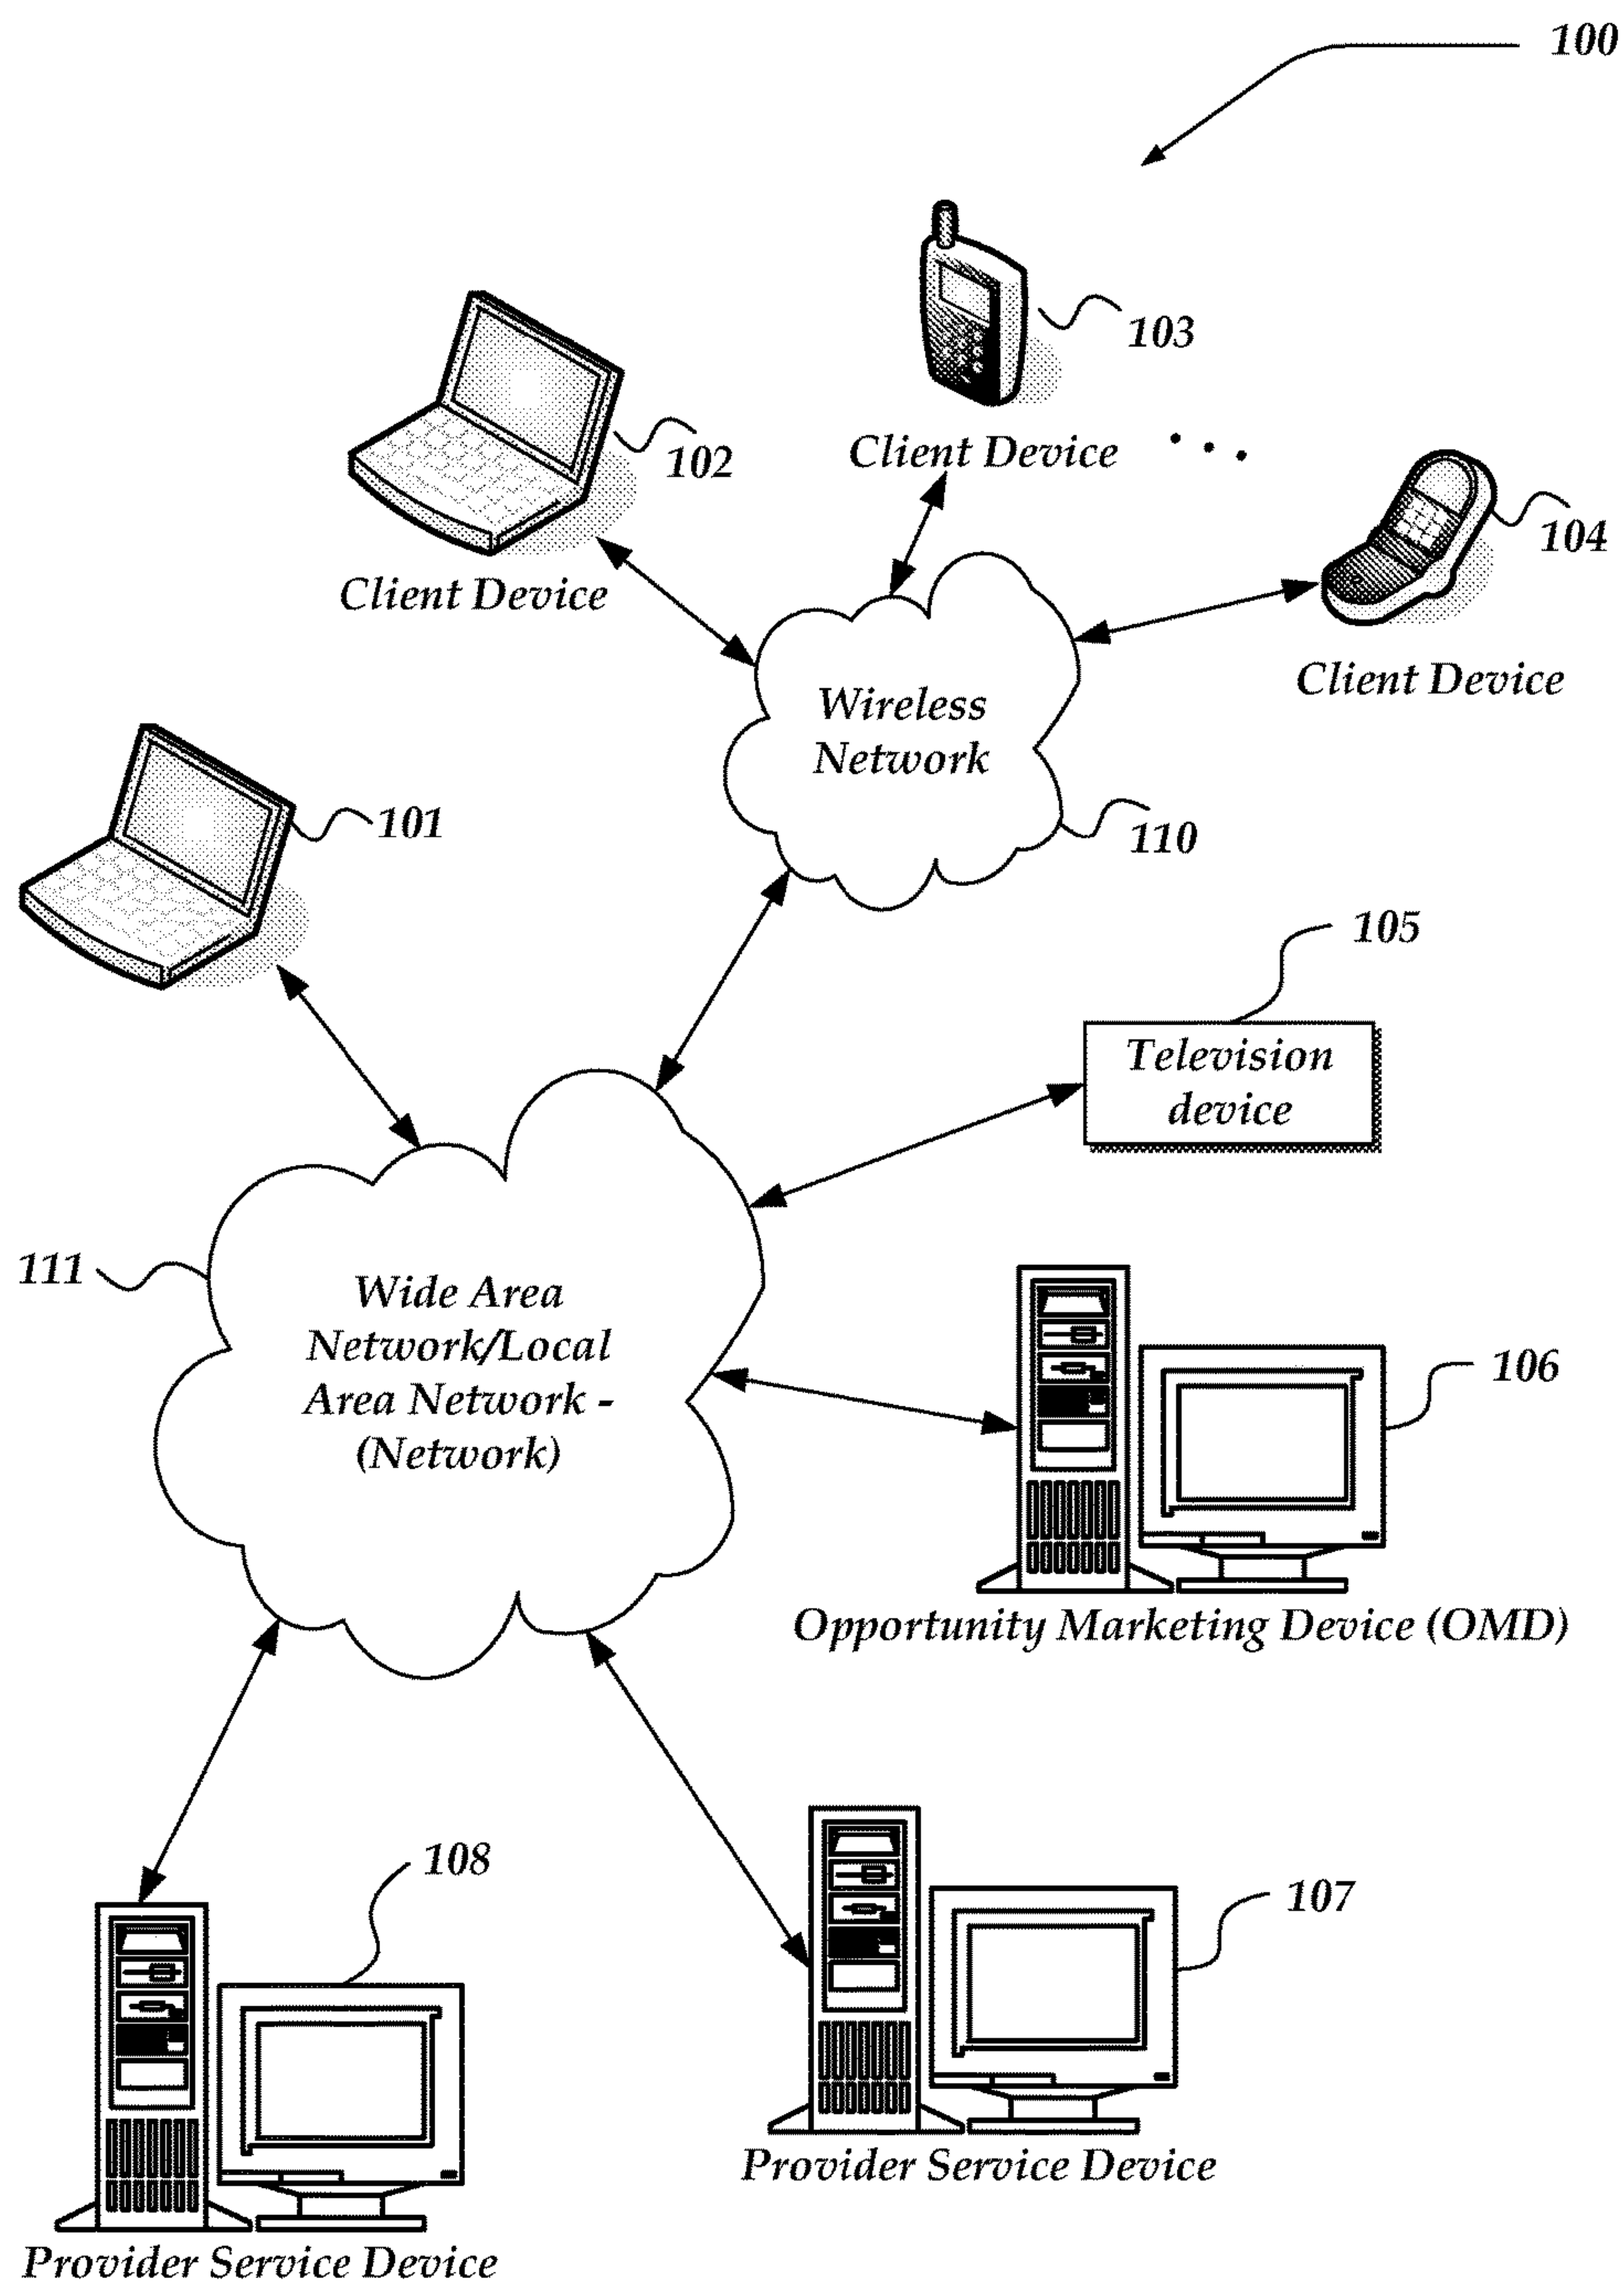 100
103
Client Device
102
Client Device
104
Client Device
Wireless
Network
110
101
105
Television
device
111
Wide Area
Network/Local
Area Network -
(Network)
106
Opportunity Marketing Device (OMD)
108
107
Provider Service Device
Provider Service Device